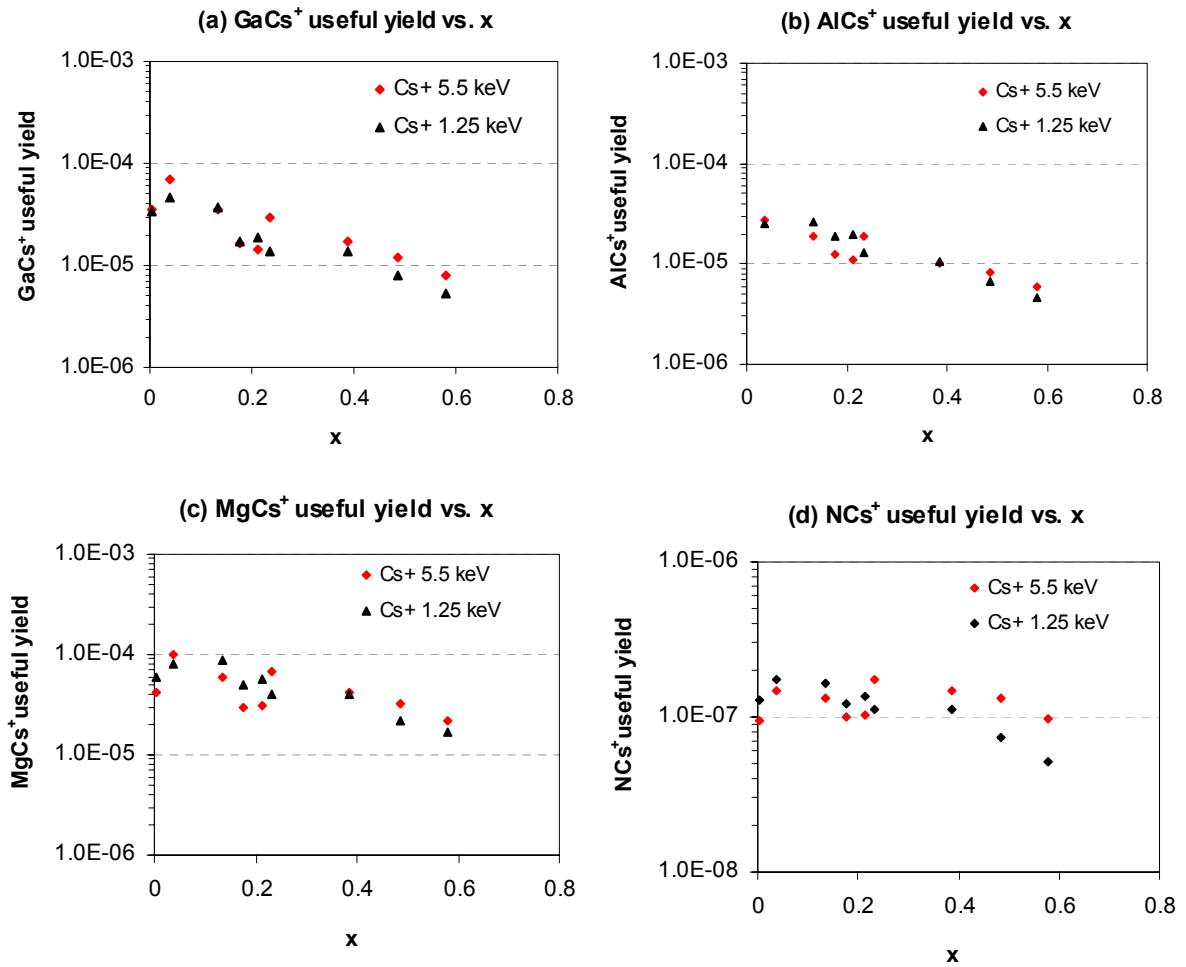 (a) GaCs⁺ useful yield vs. x
1.0E-03
1.0E-04
1.0E-05
1.0E-06
GaCs⁺ useful yield
Cs+ 5.5 keV
Cs+ 1.25 keV
0 0.2 0.4 0.6 0.8
x
(b) AlCs⁺ useful yield vs. x
1.0E-03
1.0E-04
1.0E-05
1.0E-06
AlCs⁺ useful yield
Cs+ 5.5 keV
Cs+ 1.25 keV
0 0.2 0.4 0.6 0.8
x
(c) MgCs⁺ useful yield vs. x
1.0E-03
1.0E-04
1.0E-05
1.0E-06
MgCs⁺ useful yield
Cs+ 5.5 keV
Cs+ 1.25 keV
0 0.2 0.4 0.6 0.8
x
(d) NCs⁺ useful yield vs. x
1.0E-06
1.0E-07
1.0E-08
NCs⁺ useful yield
Cs+ 5.5 keV
Cs+ 1.25 keV
0 0.2 0.4 0.6 0.8
x